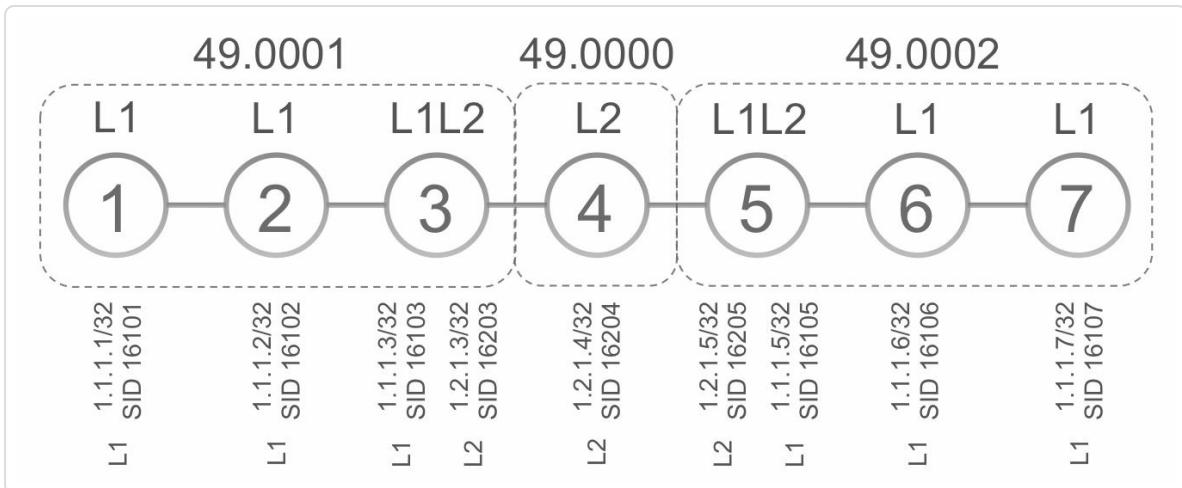 49.0001 49.0000 49.0002
L1 L1 L1L2 L2 L1L2 L1 L1
1 2 3 4 5 6 7
1.1.1.1/32
SID 16101
1.1.1.2/32
SID 16102
1.1.1.3/32
SID 16103
1.2.1.3/32
SID 16203
1.2.1.4/32
SID 16204
1.2.1.5/32
SID 16205
1.1.1.5/32
SID 16105
1.1.1.6/32
SID 16106
1.1.1.7/32
SID 16107
L1 L1 L1 L2 L2 L2 L1 L1 L1